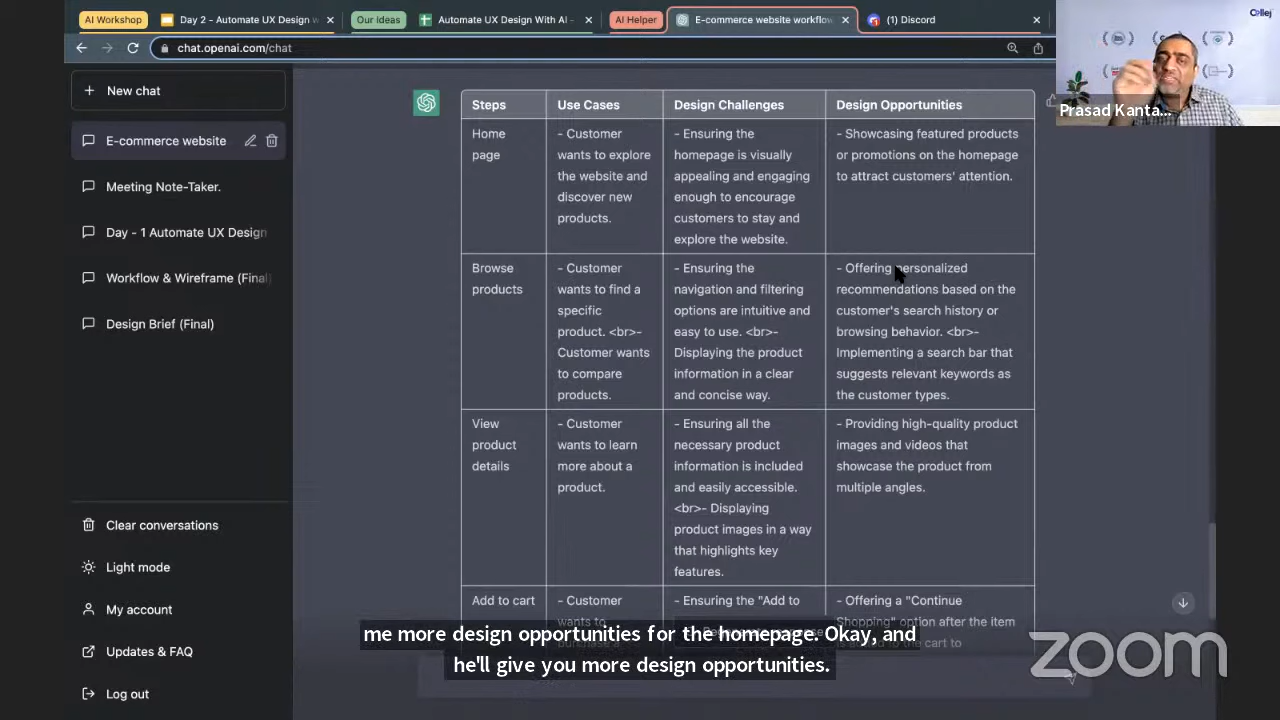 AI Workshop
Day 2 - Automate UX Design w
Our Ideas
Automate UX Design With AI -
AI Helper
E-commerce website workflow
(1) Discord
chat.openai.com/chat
Collej
Prasad Kanta...
New chat
E-commerce website
Meeting Note-Taker.
Day - 1 Automate UX Design
Workflow & Wireframe (Final)
Design Brief (Final)
Clear conversations
Light mode
My account
Updates & FAQ
Log out
Steps
Use Cases
Design Challenges
Design Opportunities
Home
page
- Customer
wants to explore
the website and
discover new
products.
- Ensuring the
homepage is visually
appealing and engaging
enough to encourage
customers to stay and
explore the website.
- Showcasing featured products
or promotions on the homepage
to attract customers' attention.
Browse
products
- Customer
wants to find a
specific
product. <br>-
Customer wants
to compare
products.
- Ensuring the
navigation and filtering
options are intuitive and
easy to use. <br>-
Displaying the product
information in a clear
and concise way.
- Offering personalized
recommendations based on the
customer's search history or
browsing behavior. <br>-
Implementing a search bar that
suggests relevant keywords as
the customer types.
View
product
details
- Customer
wants to learn
more about a
product.
- Ensuring all the
necessary product
information is included
and easily accessible.
<br>- Displaying
product images in a way
that highlights key
features.
- Providing high-quality product
images and videos that
showcase the product from
multiple angles.
Add to cart
- Customer
wants to
- Ensuring the "Add to
- Offering a "Continue
Shopping" option after the item
me more design opportunities for the homepage. Okay, and
he'll give you more design opportunities.
zoom